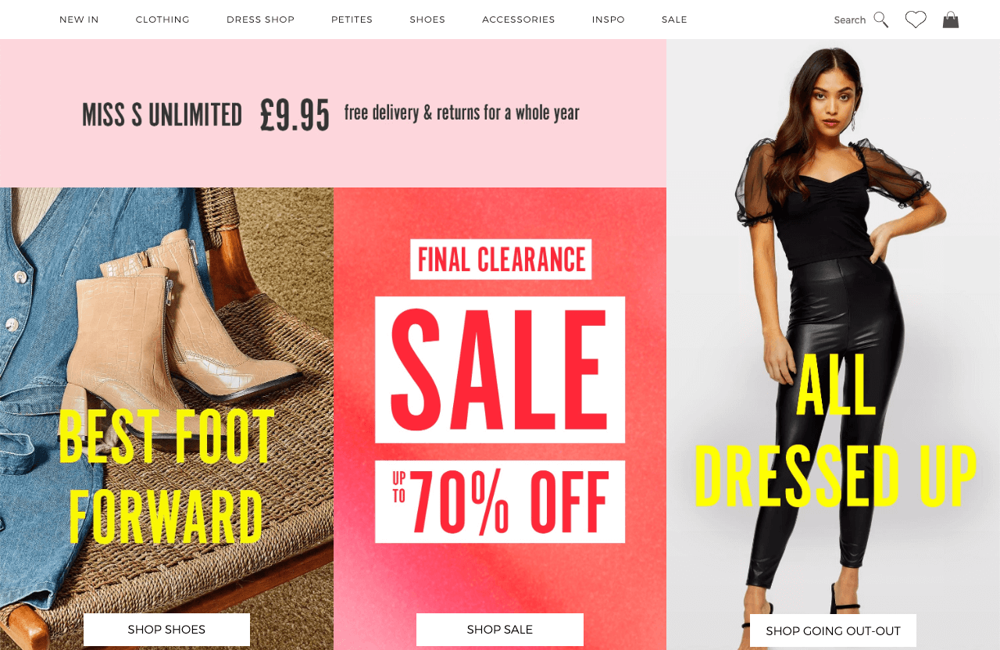 NEW IN CLOTHING DRESS SHOP PETITES SHOES ACCESSORIES INSPO SALE Search
MISS S UNLIMITED £9.95 free delivery & returns for a whole year
BEST FOOT
FORWARD
SHOP SHOES
FINAL CLEARANCE
SALE
UP TO 70% OFF
SHOP SALE
ALL
DRESSED UP
SHOP GOING OUT-OUT